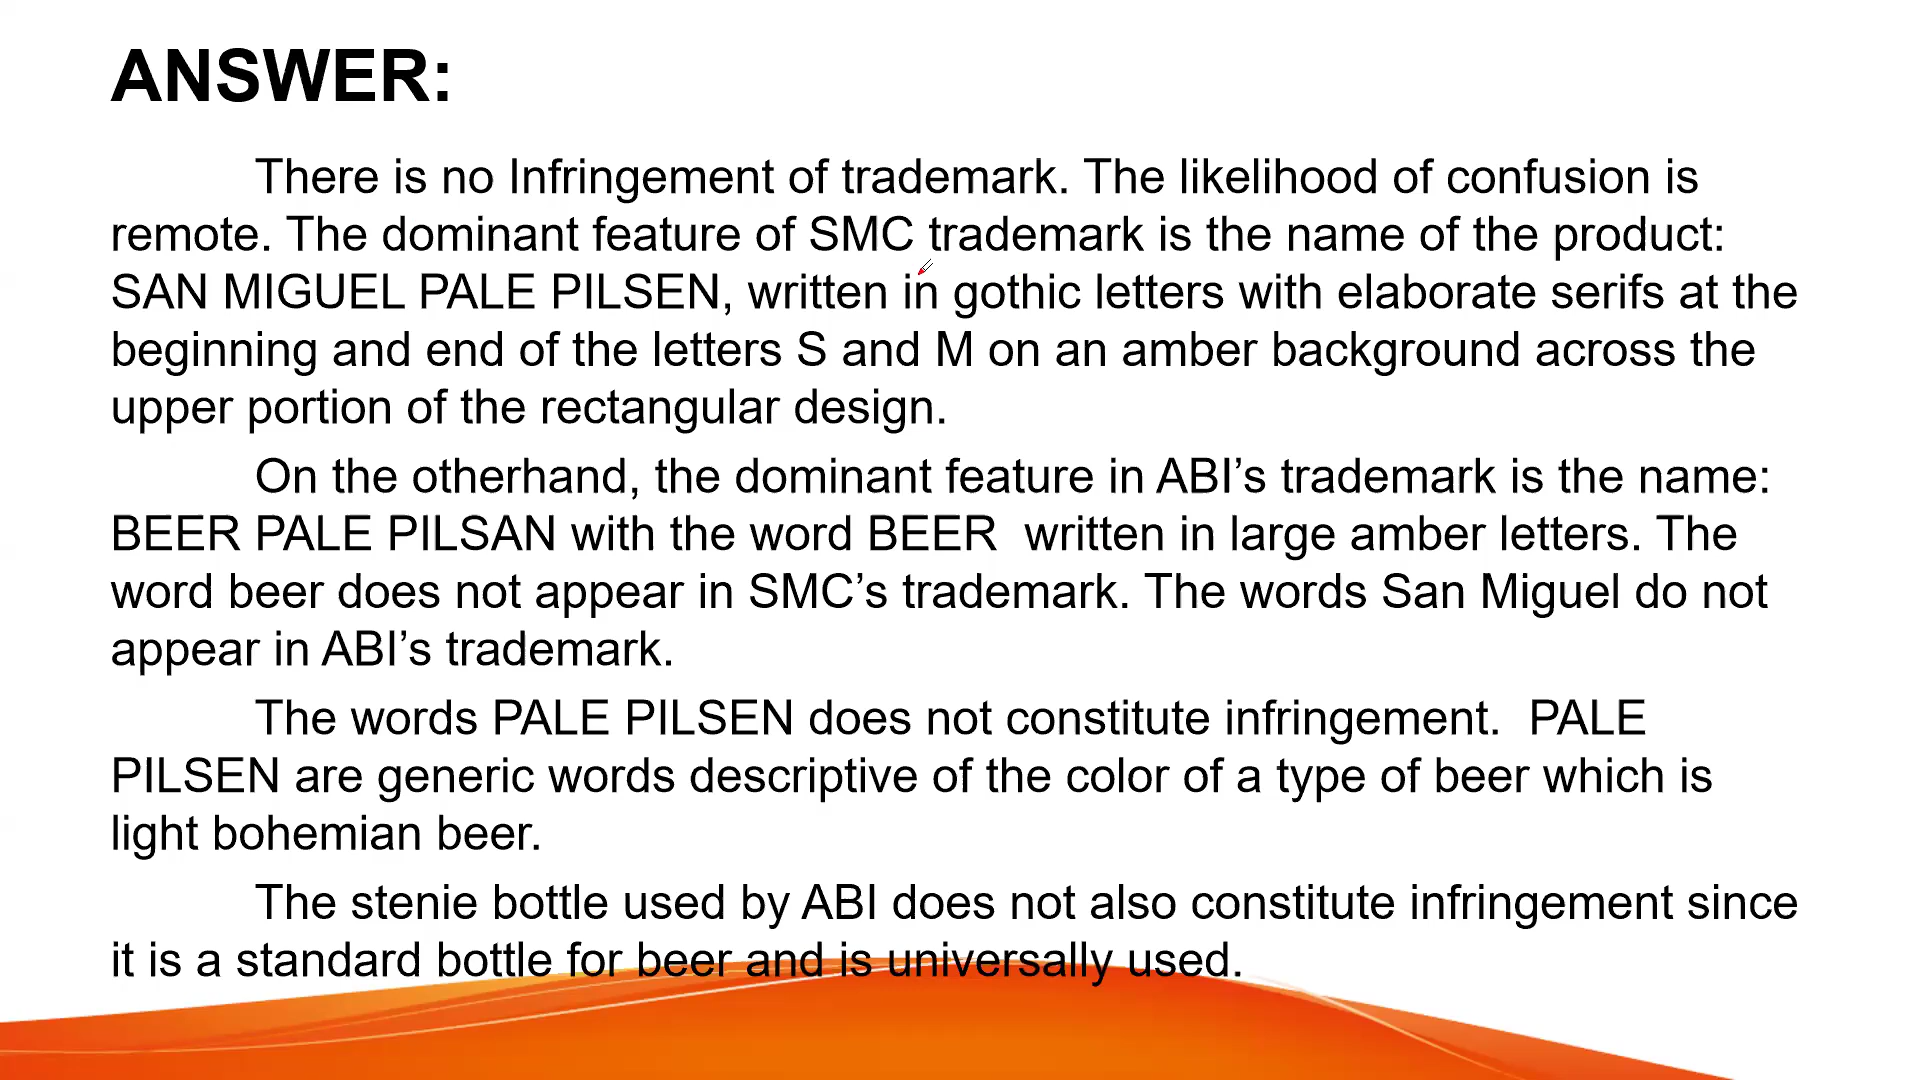 ANSWER:
There is no Infringement of trademark. The likelihood of confusion is
remote. The dominant feature of SMC trademark is the name of the product:
SAN MIGUEL PALE PILSEN, written in gothic letters with elaborate serifs at the
beginning and end of the letters S and M on an amber background across the
upper portion of the rectangular design.
On the otherhand, the dominant feature in ABI’s trademark is the name:
BEER PALE PILSAN with the word BEER  written in large amber letters. The
word beer does not appear in SMC’s trademark. The words San Miguel do not
appear in ABI’s trademark.
The words PALE PILSEN does not constitute infringement.  PALE
PILSEN are generic words descriptive of the color of a type of beer which is
light bohemian beer.
The stenie bottle used by ABI does not also constitute infringement since
it is a standard bottle for beer and is universally used.